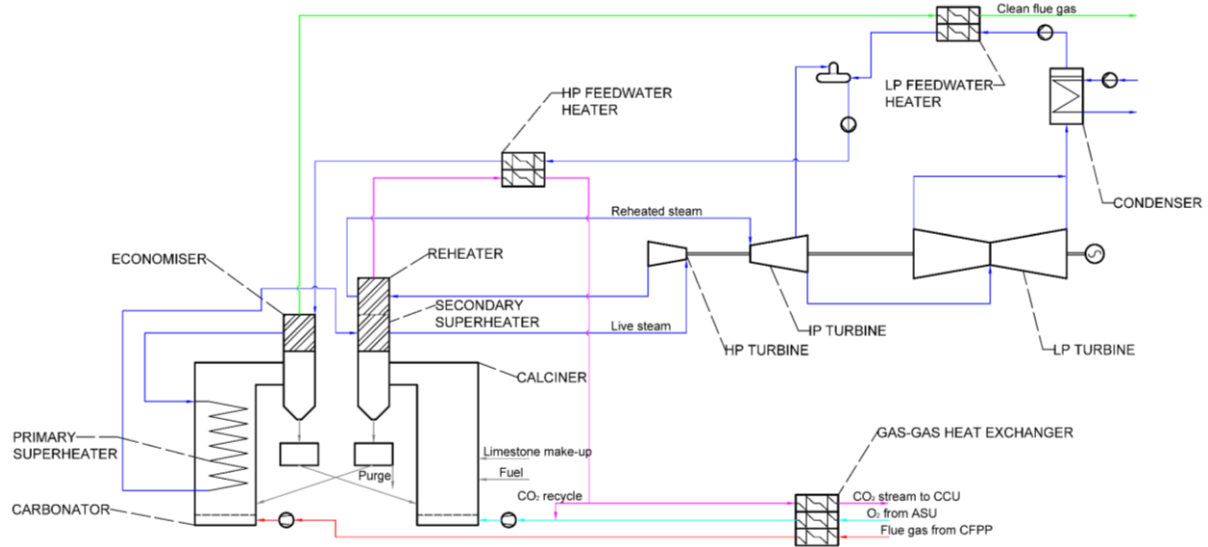 Clean flue gas
HP FEEDWATER
HEATER
LP FEEDWATER
HEATER
CONDENSER
Reheated steam
ECONOMISER
REHEATER
SECONDARY
SUPERHEATER
Live steam
IP TURBINE
HP TURBINE
LP TURBINE
CALCINER
PRIMARY
SUPERHEATER
GAS-GAS HEAT EXCHANGER
Limestone make-up
Purge
Fuel
CO₂ recycle
CO₂ stream to CCU
CARBONATOR
O₂ from ASU
Flue gas from CFPP